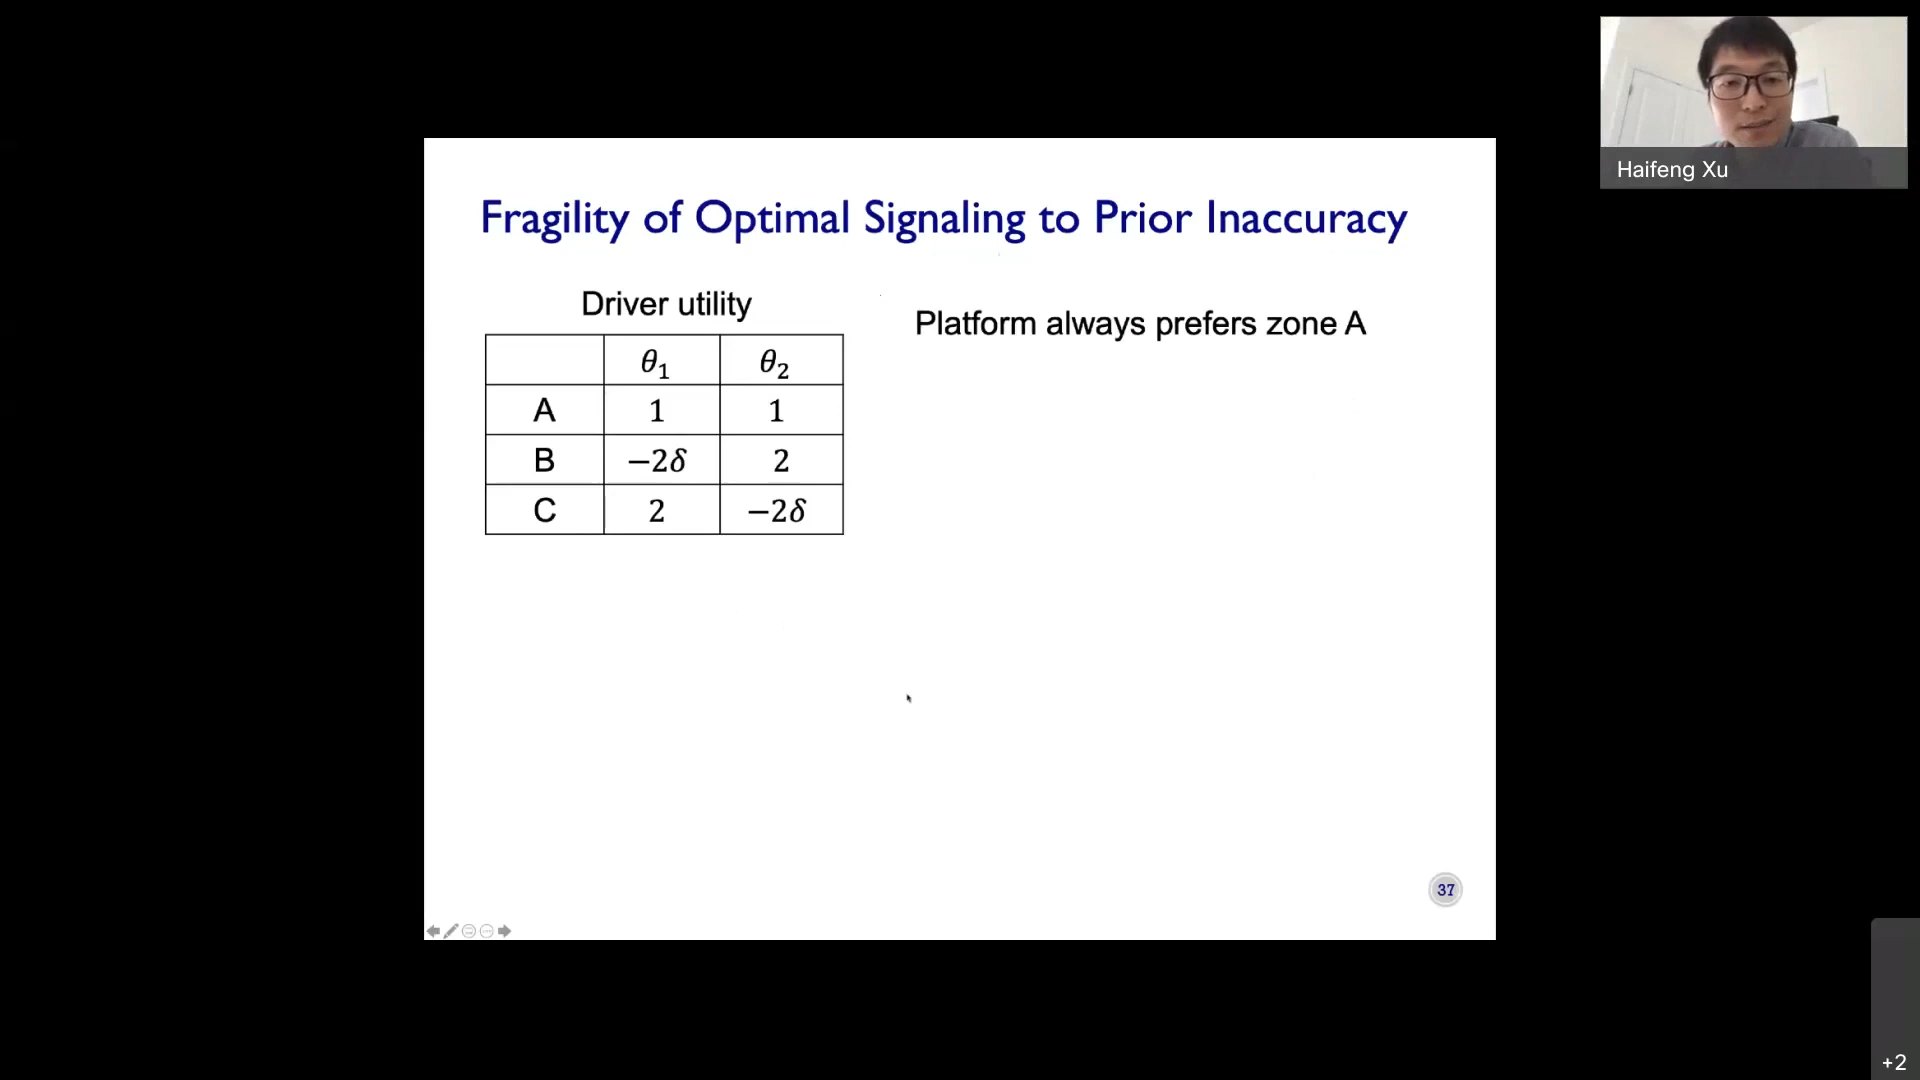 Haifeng Xu
Fragility of Optimal Signaling to Prior Inaccuracy
Driver utility
Platform always prefers zone A
θ₁ θ₂
A 1 1
B −2δ 2
C 2 −2δ
37
+2